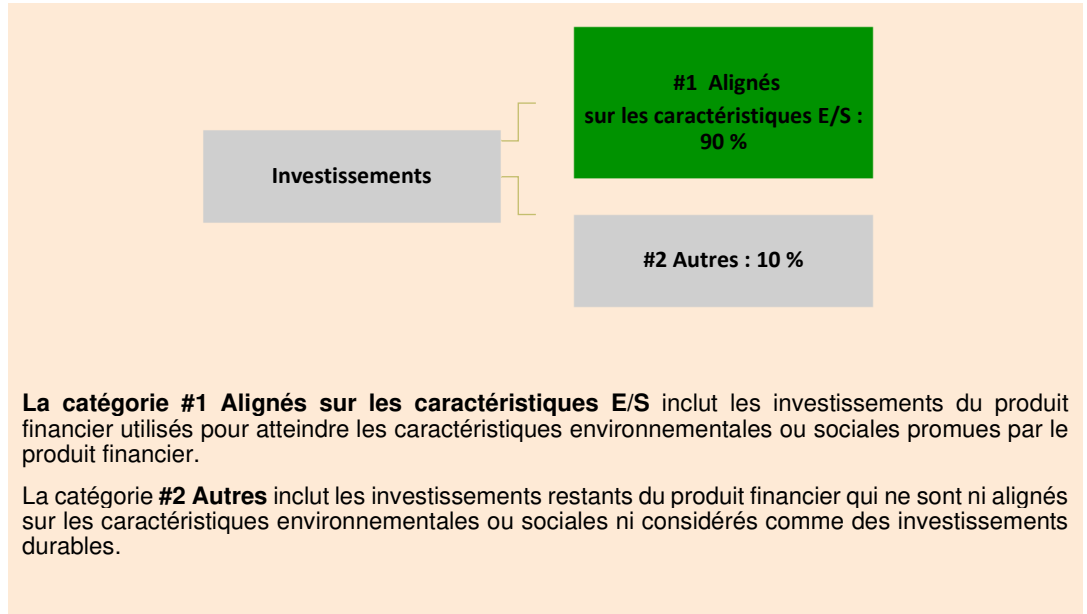 #1 Alignés
sur les caractéristiques E/S :
90 %
Investissements
#2 Autres : 10 %
La catégorie #1 Alignés sur les caractéristiques E/S inclut les investissements du produit
financier utilisés pour atteindre les caractéristiques environnementales ou sociales promues par le
produit financier.
La catégorie #2 Autres inclut les investissements restants du produit financier qui ne sont ni alignés
sur les caractéristiques environnementales ou sociales ni considérés comme des investissements
durables.